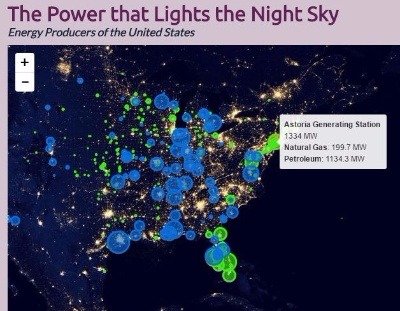 The Power that Lights the Night Sky
Energy Producers of the United States
+
−
Astoria Generating Station
1334 MW
Natural Gas: 199.7 MW
Petroleum: 1134.3 MW